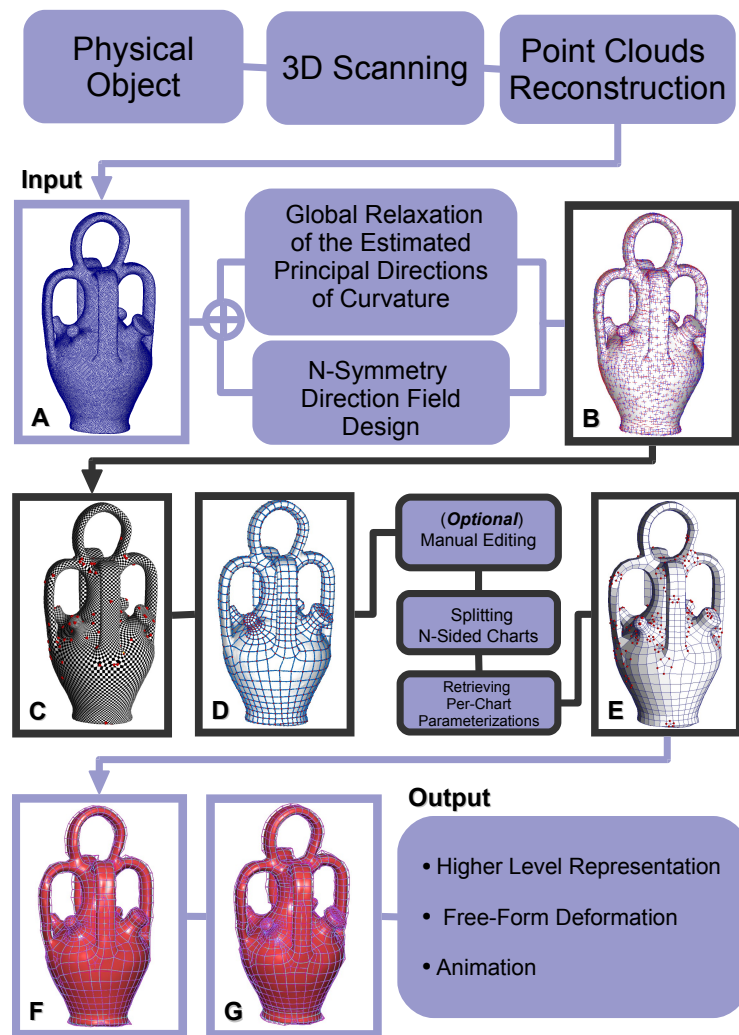 Physical
Object
3D Scanning
Point Clouds
Reconstruction
Input
A
Global Relaxation
of the Estimated
Principal Directions
of Curvature
N-Symmetry
Direction Field
Design
B
C
D
(Optional)
Manual Editing
Splitting
N-Sided Charts
Retrieving
Per-Chart
Parameterizations
E
F
G
Output
• Higher Level Representation
• Free-Form Deformation
• Animation